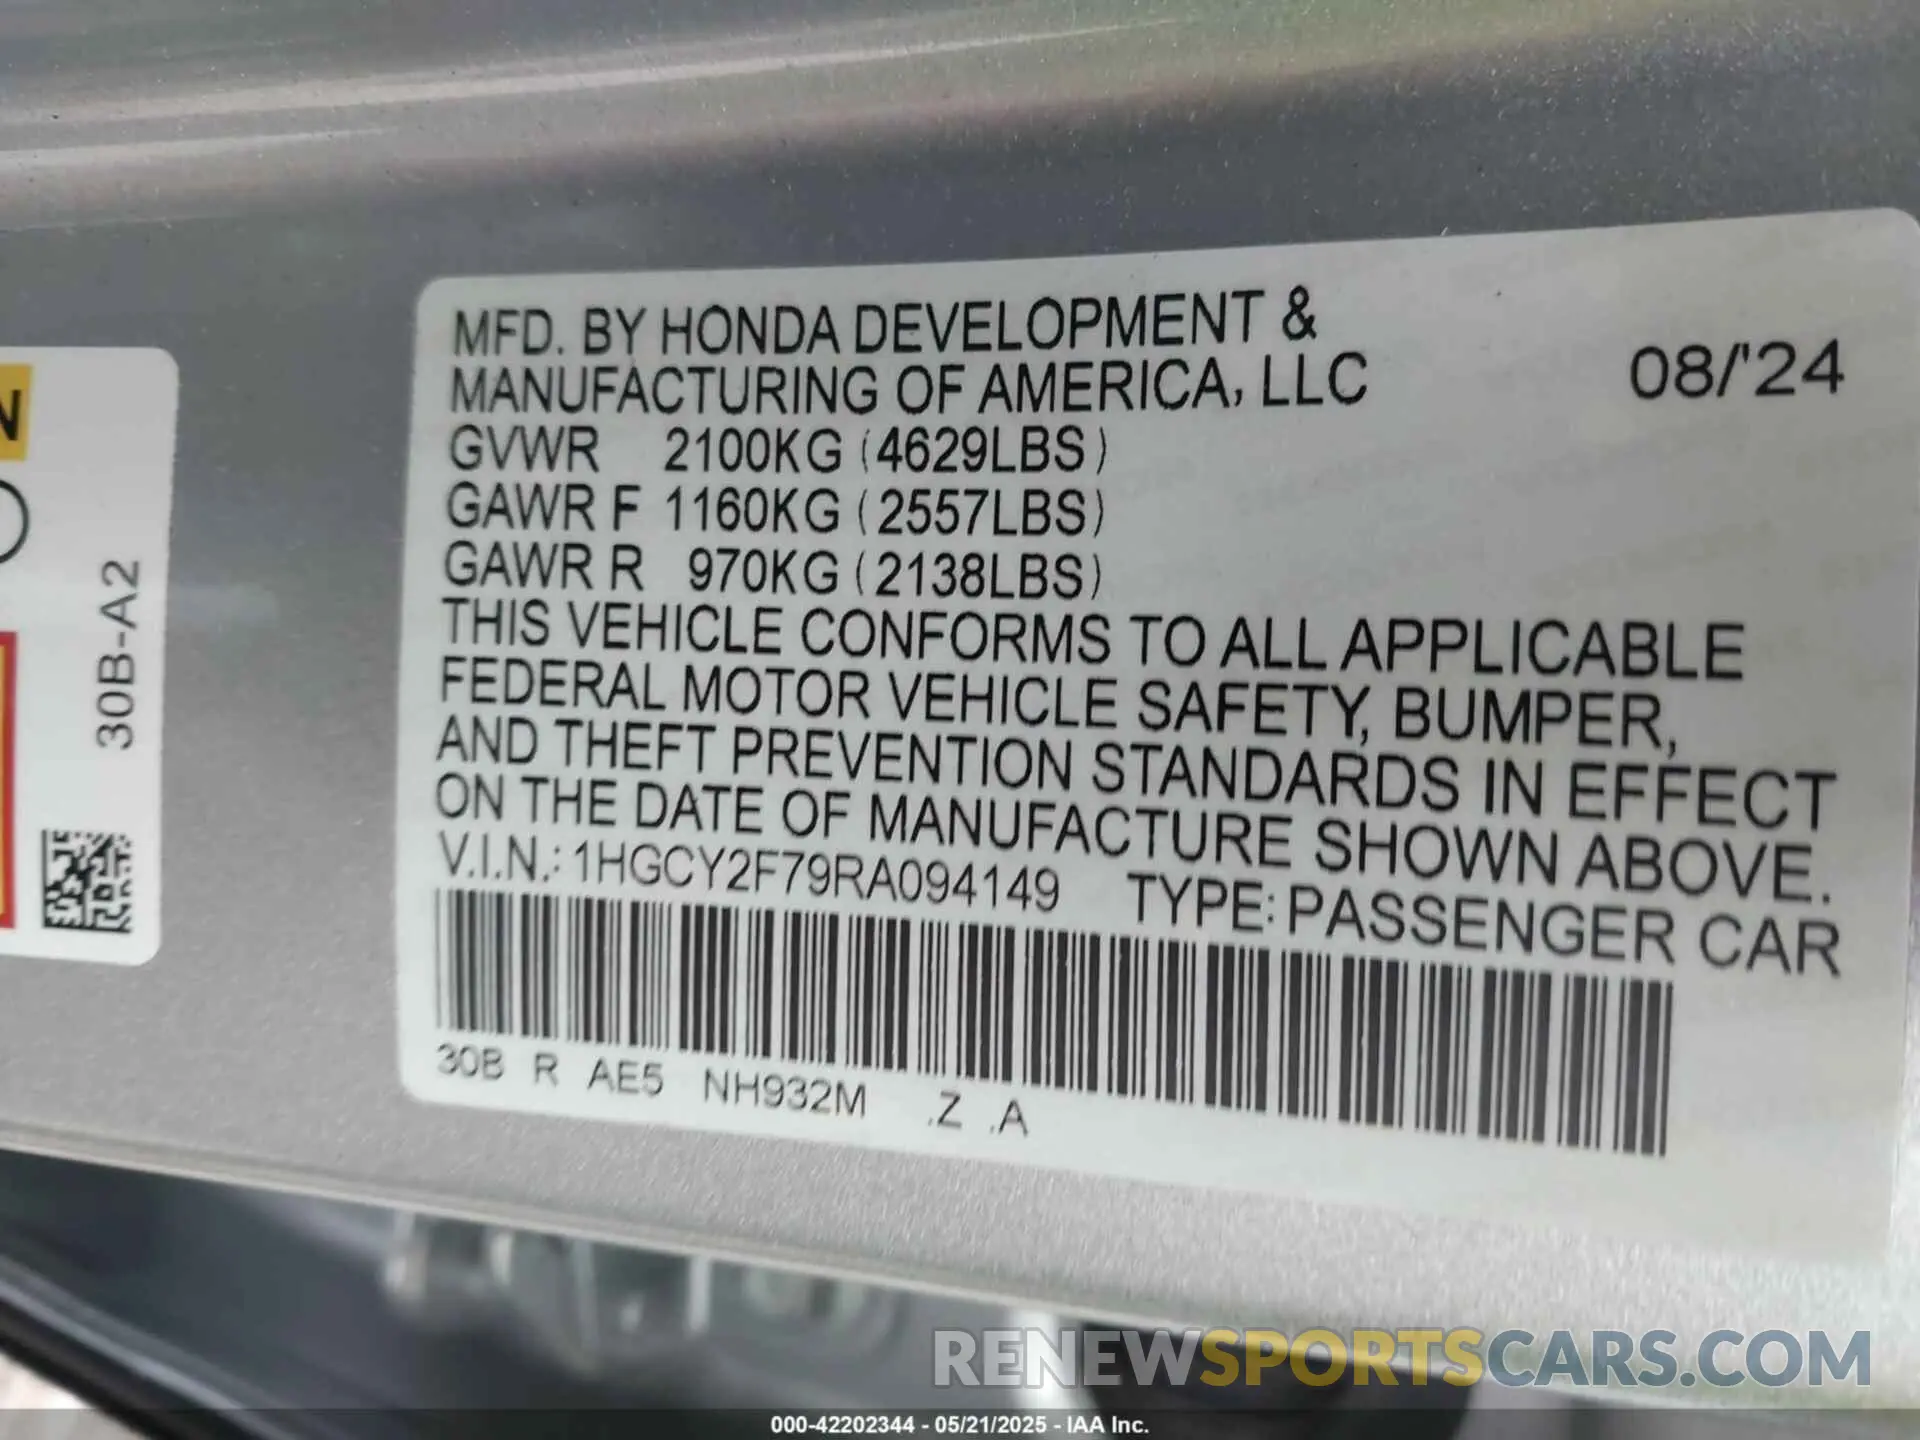 MFD. BY HONDA DEVELOPMENT &
MANUFACTURING OF AMERICA, LLC
08/'24
GVWR 2100KG (4629LBS)
GAWR F 1160KG (2557LBS)
GAWR R 970KG (2138LBS)
THIS VEHICLE CONFORMS TO ALL APPLICABLE
FEDERAL MOTOR VEHICLE SAFETY, BUMPER,
AND THEFT PREVENTION STANDARDS IN EFFECT
ON THE DATE OF MANUFACTURE SHOWN ABOVE.
V.I.N.: 1HGCY2F79RA094149 TYPE: PASSENGER CAR
30B R AE5 NH932M .Z .A
N
30B-A2
RENEWSPORTSCARS.COM
000-42202344 - 05/21/2025 - IAA Inc.